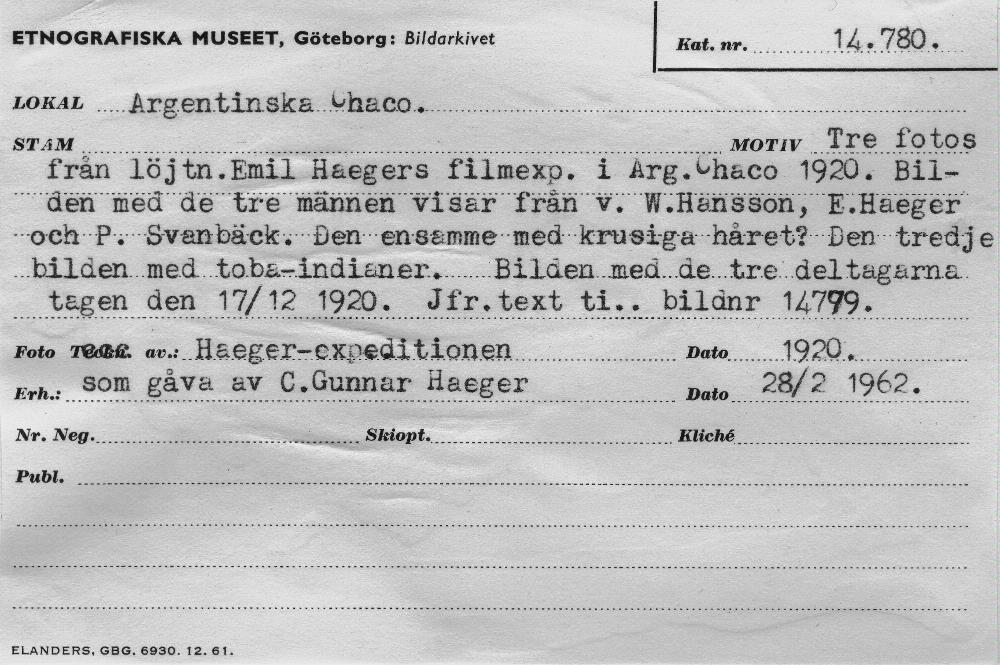 ETNOGRAFISKA MUSEET, Göteborg: Bildarkivet
Kat. nr. 14.780.
LOKAL Argentinska Chaco.
STAM MOTIV Tre fotos
från löjtn.Emil Haegers filmexp. i Arg.Chaco 1920. Bil-
den med de tre männen visar från v. W.Hansson, E.Haeger
och P. Svanbäck. Den ensamme med krusiga håret? Den tredje
bilden med toba-indianer. Bilden med de tre deltagarna
tagen den 17/12 1920. Jfr.text ti.. bildnr 14799.
Foto av.: Haeger-expeditionen Dato 1920.
Erh.: som gåva av C.Gunnar Haeger Dato 28/2 1962.
Nr. Neg. Skiopt. Kliché
Publ.
ELANDERS, GBG. 6930. 12. 61.